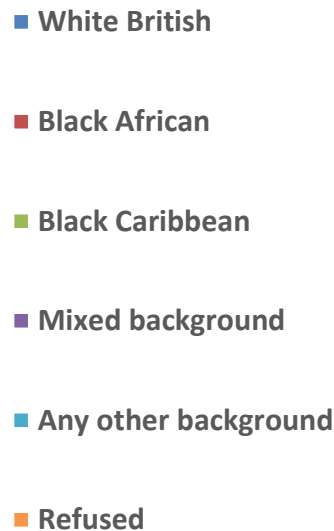 White British
Black African
Black Caribbean
Mixed background
Any other background
Refused